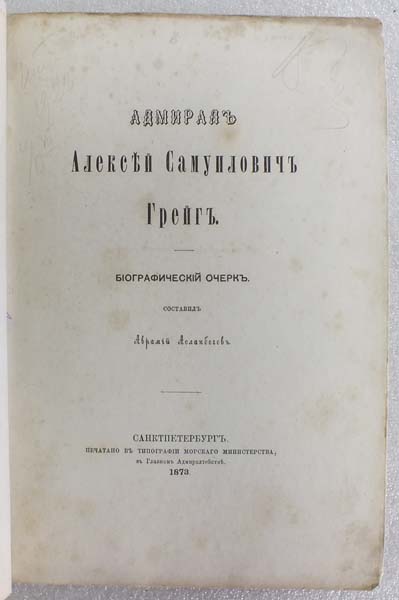 АДМИРАЛЪ
Алексѣй Самуиловичъ
Грейгъ.
БІОГРАФИЧЕСКІЙ ОЧЕРКЪ.
СОСТАВИЛЪ
Авраамій Асланбеговъ.
САНКТПЕТЕРБУРГЪ.
ПЕЧАТАНО ВЪ ТИПОГРАФІИ МОРСКАГО МИНИСТЕРСТВА,
въ Главномъ Адмиралтействѣ.
1873.